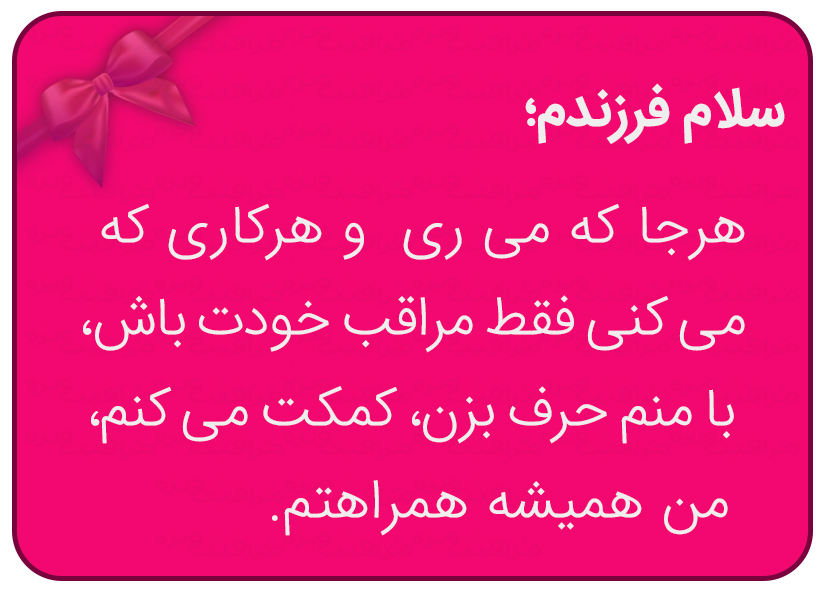 سلام فرزندم؛
هرجا که می ری و هرکاری که
می کنی فقط مراقب خودت باش،
با منم حرف بزن، کمکت می کنم،
من همیشه همراهتم.